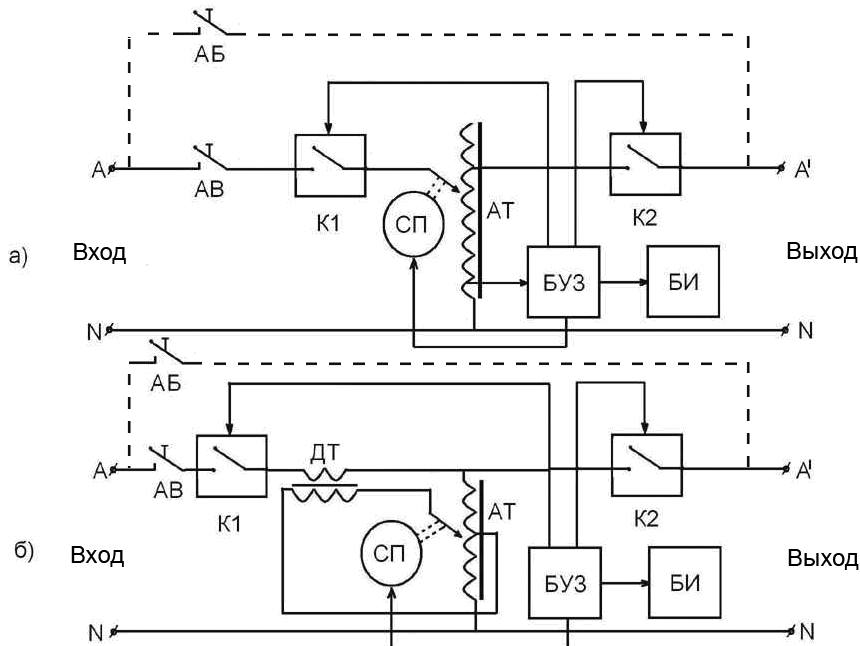 АБ
А АВ К1 СП АТ К2 А'
а) Вход БУЗ БИ Выход
N N
АБ
А АВ К1 ДТ АТ К2 А'
б) Вход СП БУЗ БИ Выход
N N